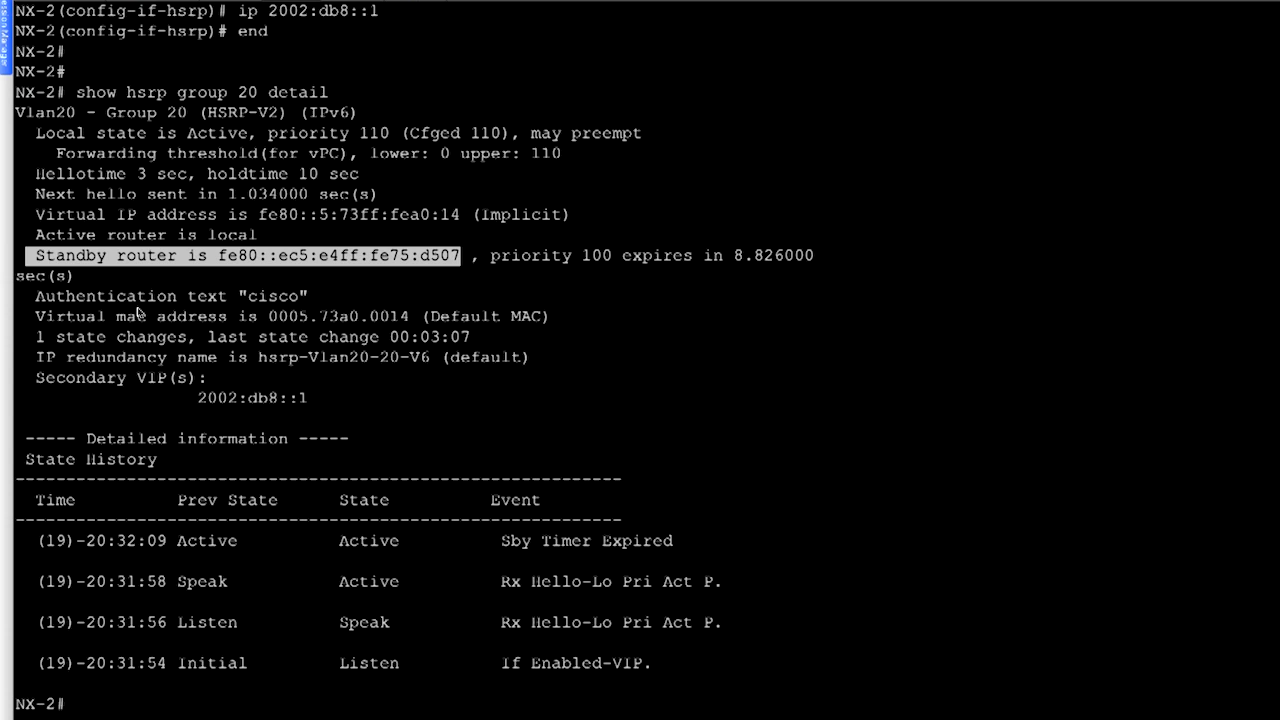 NX-2(config-if-hsrp)# ip 2002:db8::1
NX-2(config-if-hsrp)# end
NX-2#
NX-2#
NX-2# show hsrp group 20 detail
Vlan20 - Group 20 (HSRP-V2) (IPv6)
Local state is Active, priority 110 (Cfged 110), may preempt
Forwarding threshold(for vPC), lower: 0 upper: 110
Hellotime 3 sec, holdtime 10 sec
Next hello sent in 1.034000 sec(s)
Virtual IP address is fe80::5:73ff:fea0:14 (Implicit)
Active router is local
Standby router is fe80::ec5:e4ff:fe75:d507 , priority 100 expires in 8.826000
sec(s)
Authentication text "cisco"
Virtual mac address is 0005.73a0.0014 (Default MAC)
1 state changes, last state change 00:03:07
IP redundancy name is hsrp-Vlan20-20-V6 (default)
Secondary VIP(s):
2002:db8::1
----- Detailed information -----
State History
--------------------------------------------------------------
Time Prev State State Event
--------------------------------------------------------------
(19)-20:32:09 Active Active Sby Timer Expired
(19)-20:31:58 Speak Active Rx Hello-Lo Pri Act P.
(19)-20:31:56 Listen Speak Rx Hello-Lo Pri Act P.
(19)-20:31:54 Initial Listen If Enabled-VIP.
NX-2#